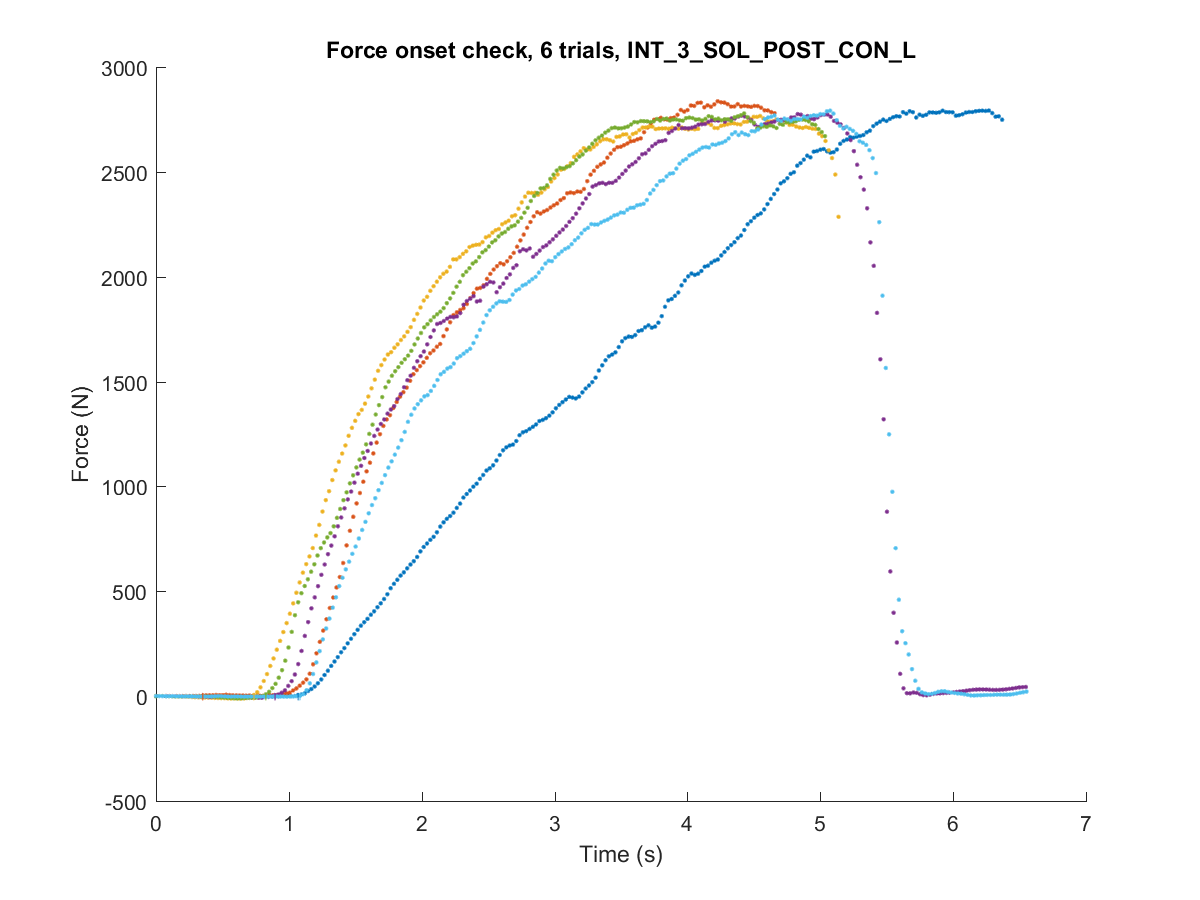 Force onset check, 6 trials, INT_3_SOL_POST_CON_L
3000
2500
2000
1500
1000
500
0
-500
Force (N)
0 1 2 3 4 5 6 7
Time (s)